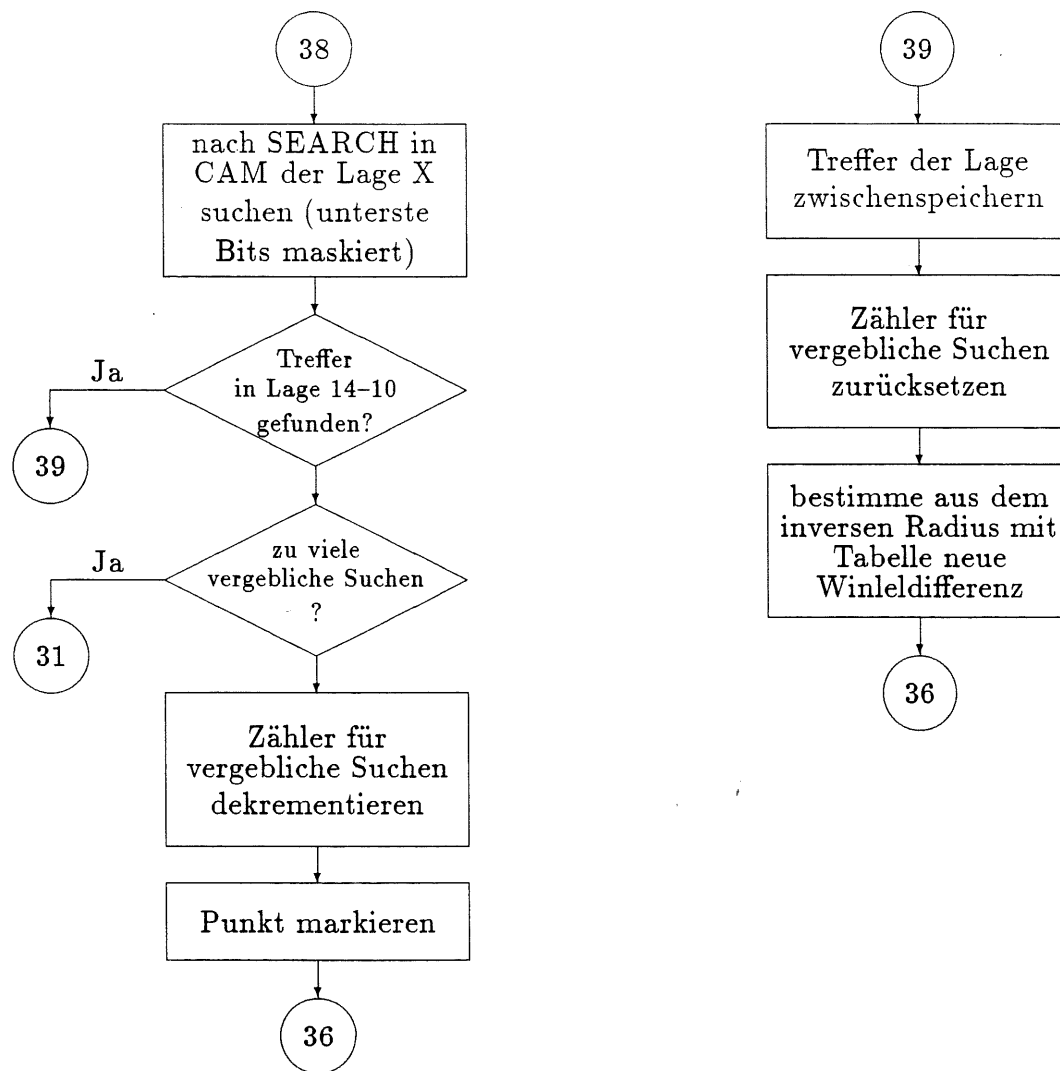 38
nach SEARCH in
CAM der Lage X
suchen (unterste
Bits maskiert)
Treffer
in Lage 14–10
gefunden?
Ja
39
zu viele
vergebliche Suchen
?
Ja
31
Zähler für
vergebliche Suchen
dekrementieren
Punkt markieren
36
39
Treffer der Lage
zwischenspeichern
Zähler für
vergebliche Suchen
zurücksetzen
bestimme aus dem
inversen Radius mit
Tabelle neue
Winleldifferenz
36